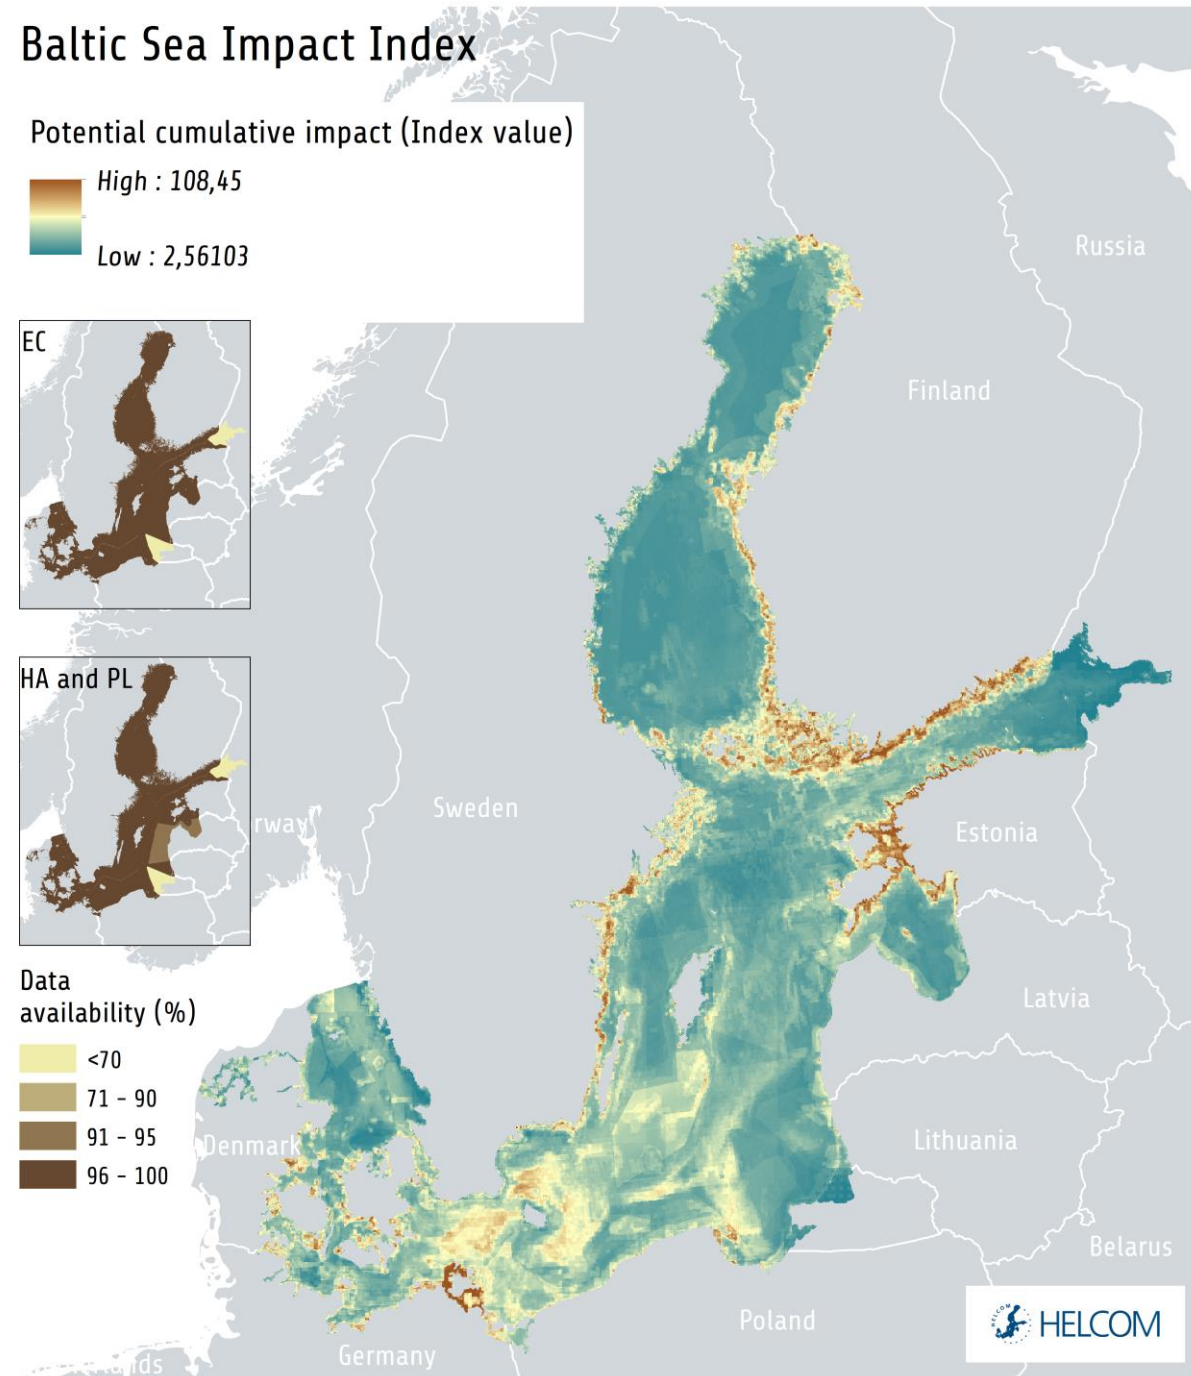 Baltic Sea Impact Index
Potential cumulative impact (Index value)
High : 108,45
Low : 2,56103
Russia
EC
Finland
HA and PL
rway
Sweden
Estonia
Data
availability (%)
<70
71 - 90
91 - 95
96 - 100
Latvia
Denmark
Lithuania
Belarus
Poland
Germany
HELCOM
HELCOM